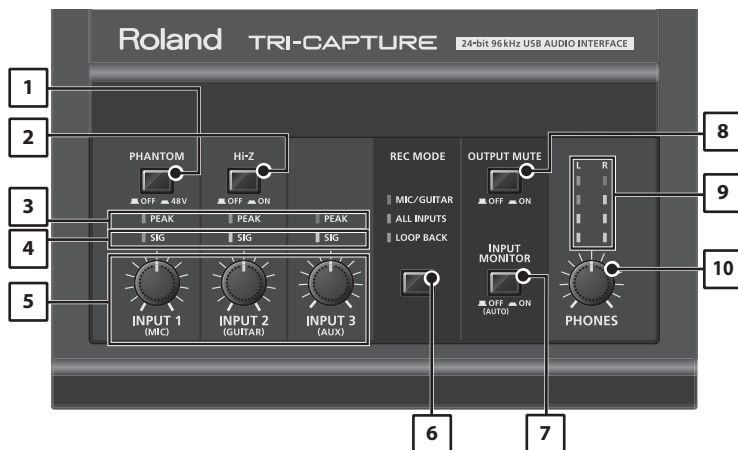 Roland TRI-CAPTURE 24-bit 96kHz USB AUDIO INTERFACE
1
2
3
4
5
PHANTOM
OFF 48V
Hi-Z
OFF ON
PEAK PEAK PEAK
SIG SIG SIG
INPUT 1
(MIC)
INPUT 2
(GUITAR)
INPUT 3
(AUX)
REC MODE
MIC/GUITAR
ALL INPUTS
LOOP BACK
OUTPUT MUTE
OFF ON
INPUT
MONITOR
OFF ON
(AUTO)
L R
PHONES
8
9
10
6
7